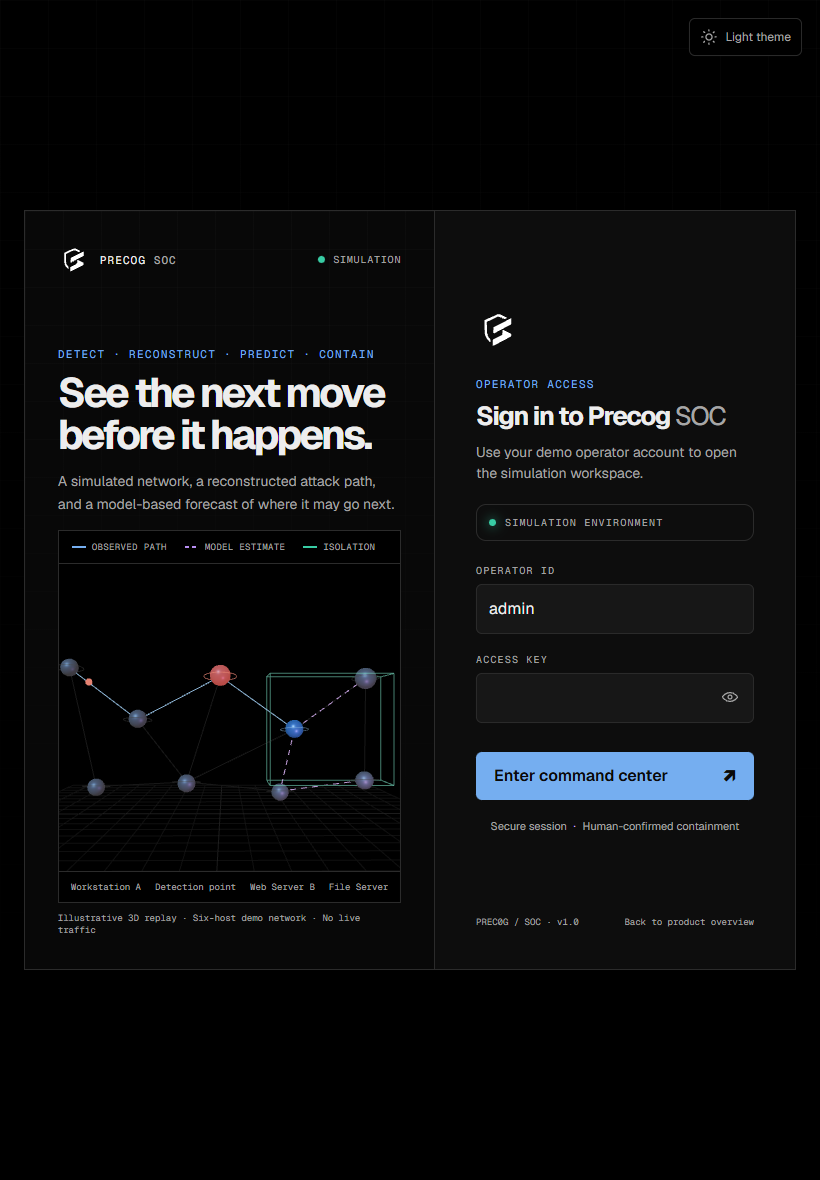 Light theme
PRECOG SOC
SIMULATION
DETECT · RECONSTRUCT · PREDICT · CONTAIN
See the next move
before it happens.
A simulated network, a reconstructed attack path,
and a model-based forecast of where it may go next.
OBSERVED PATH
MODEL ESTIMATE
ISOLATION
Workstation A
Detection point
Web Server B
File Server
Illustrative 3D replay · Six-host demo network · No live
traffic
OPERATOR ACCESS
Sign in to Precog SOC
Use your demo operator account to open
the simulation workspace.
SIMULATION ENVIRONMENT
OPERATOR ID
admin
ACCESS KEY
Enter command center
Secure session · Human-confirmed containment
PREC0G / SOC · v1.0
Back to product overview